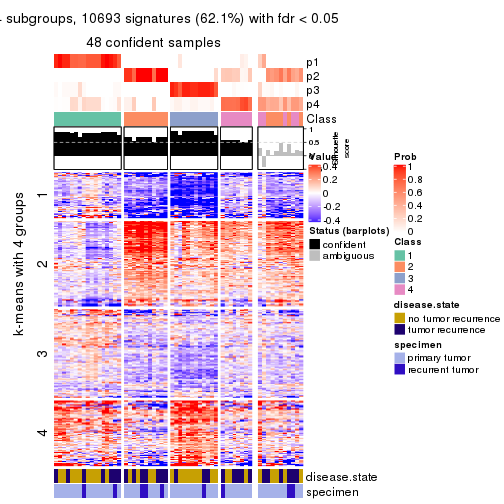 subgroups, 10693 signatures (62.1%) with fdr < 0.05
48 confident samples
p1
p2
p3
p4
Class
1
0.5
0
silhouette
score
k-means with 4 groups
1
2
3
4
disease.state
specimen
Value
0.4
0.2
0
-0.2
-0.4
Status (barplots)
confident
ambiguous
Prob
1
0.8
0.6
0.4
0.2
0
Class
1
2
3
4
disease.state
no tumor recurrence
tumor recurrence
specimen
primary tumor
recurrent tumor